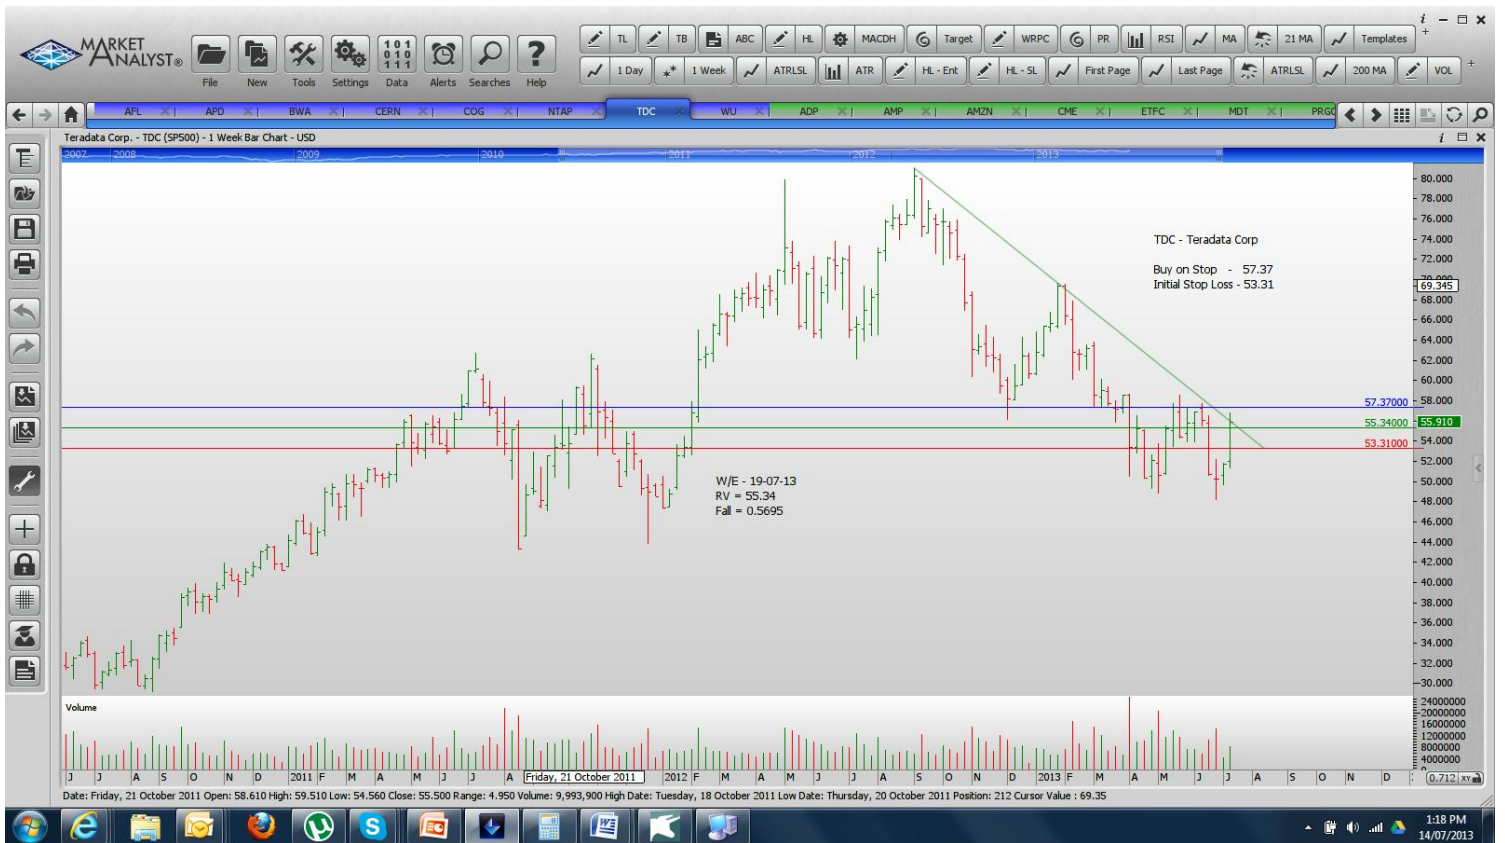 MARKET
ANALYST®
File New Tools Settings Data Alerts Searches Help
TL TB ABC HL MACDH Target WRPC PR RSI MA 21 MA Templates
1 Day 1 Week ATRLSL ATR HL - Ent HL - SL First Page Last Page ATRLSL 200 MA VOL
AFL APD BWA CERN COG NTAP TDC WU ADP AMP AMZN CME ETFC MDT PRGO
Teradata Corp. - TDC (SP500) - 1 Week Bar Chart - USD
2007 2008 2009 2010 2011 2012 2013
80.000
78.000
76.000
74.000
72.000
70.000
69.345
68.000
66.000
64.000
62.000
60.000
58.000
55.910
54.000
52.000
50.000
48.000
46.000
44.000
42.000
40.000
38.000
36.000
34.000
32.000
30.000
TDC - Teradata Corp
Buy on Stop - 57.37
Initial Stop Loss - 53.31
57.37000
55.34000
53.31000
W/E - 19-07-13
RV = 55.34
Fall = 0.5695
Volume
24000000
20000000
16000000
12000000
8000000
4000000
0
J J A S O N D 2011 F M A M J J A Friday, 21 October 2011 2012 F M A M J J A S O N D 2013 F M A M J J A S O N D
0.712 XY
Date: Friday, 21 October 2011 Open: 58.610 High: 59.510 Low: 54.560 Close: 55.500 Range: 4.950 Volume: 9,993,900 High Date: Tuesday, 18 October 2011 Low Date: Thursday, 20 October 2011 Position: 212 Cursor Value : 69.35
1:18 PM
14/07/2013